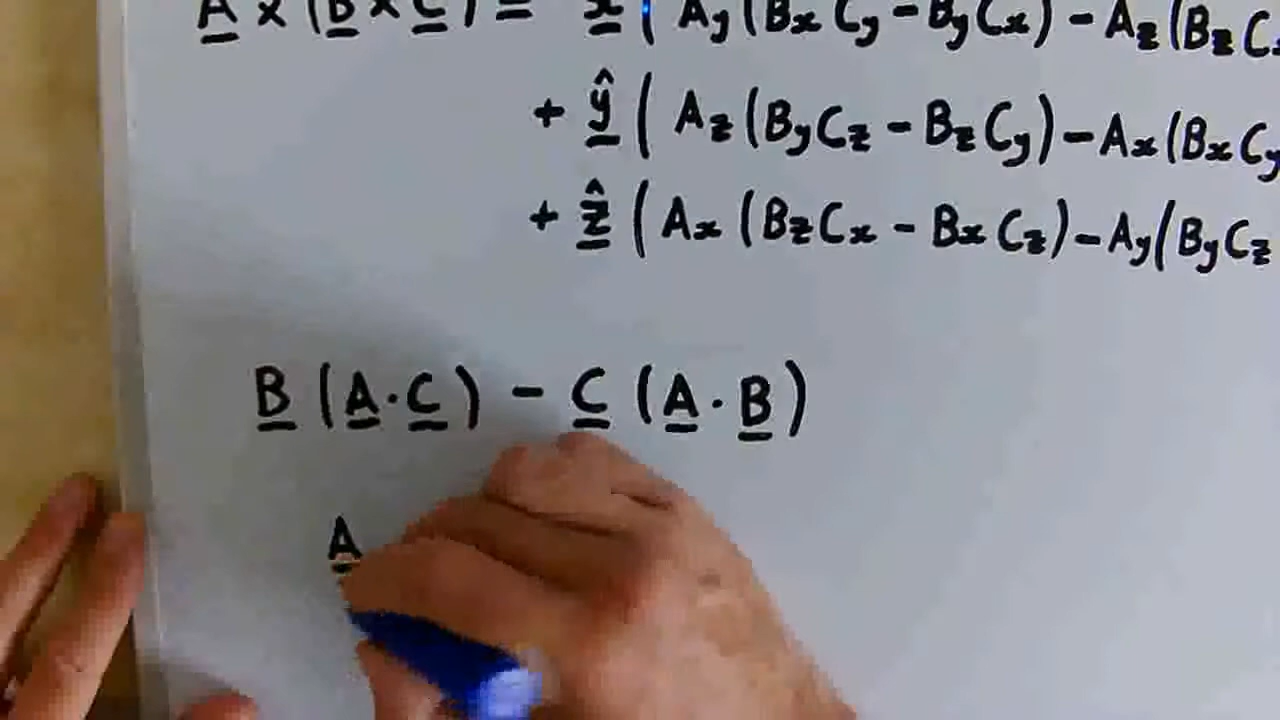 A × (B × C) = x̂ ( Ay (Bx Cy - By Cx) - Az (Bz C
+ ŷ ( Az (By Cz - Bz Cy) - Ax (Bx Cy
+ ẑ ( Ax (Bz Cx - Bx Cz) - Ay (By Cz
B (A · C) - C (A · B)
A